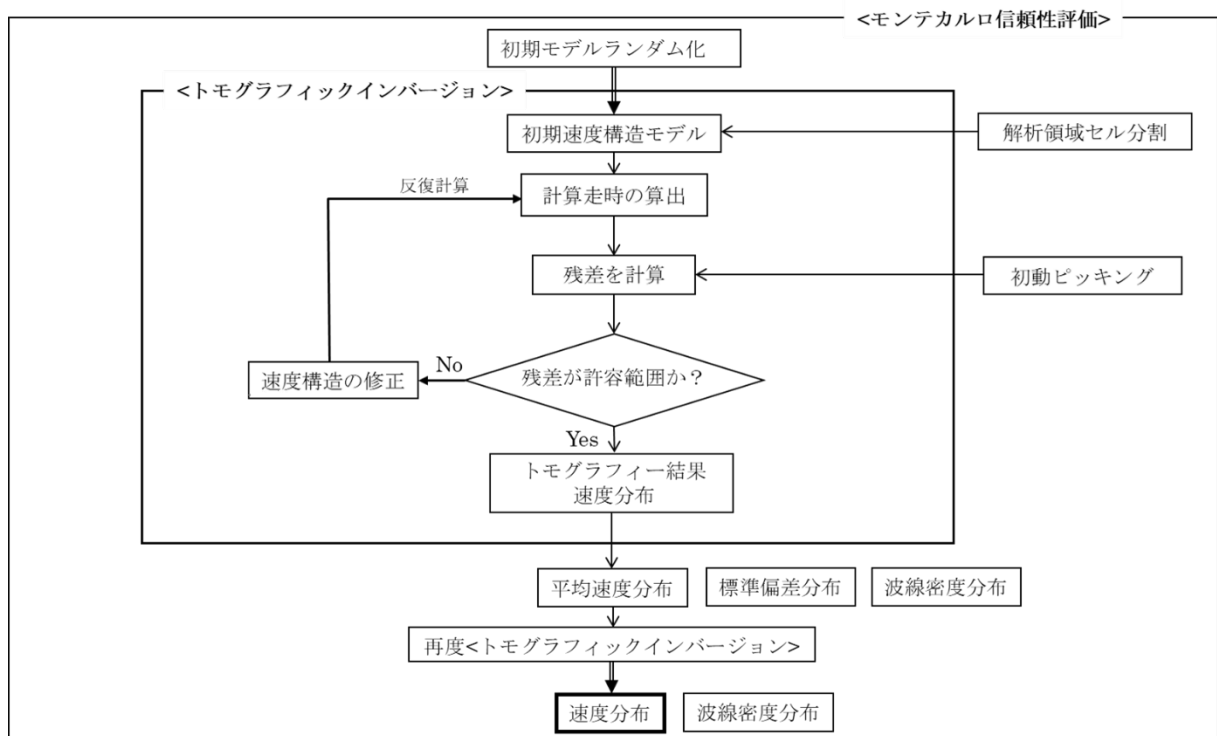 <モンテカルロ信頼性評価>
初期モデルランダム化
<トモグラフィックインバージョン>
初期速度構造モデル
解析領域セル分割
反復計算
計算走時の算出
残差を計算
初動ピッキング
残差が許容範囲か？
No
速度構造の修正
Yes
トモグラフィー結果
速度分布
平均速度分布
標準偏差分布
波線密度分布
再度<トモグラフィックインバージョン>
速度分布
波線密度分布